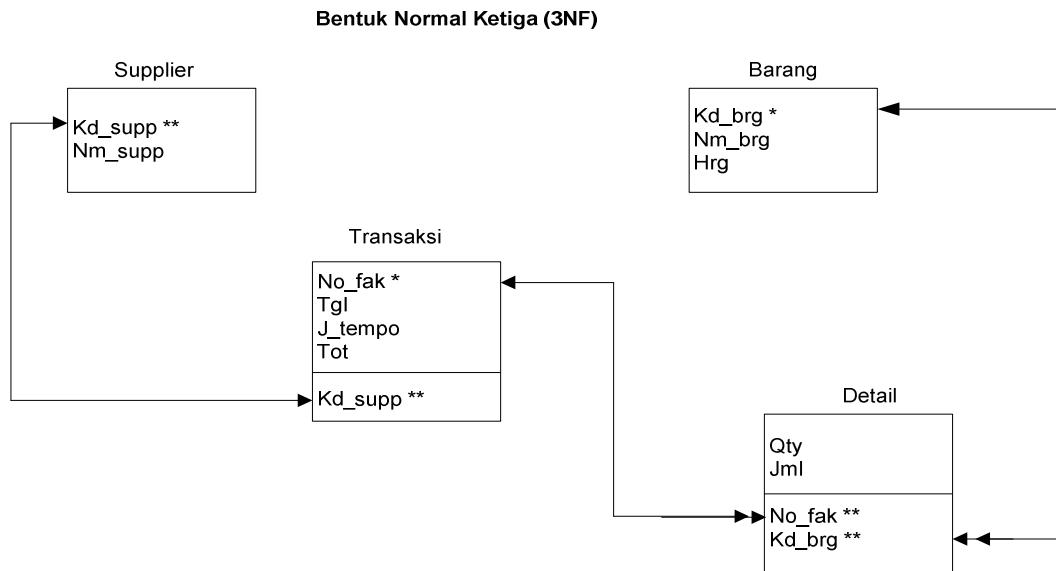 Bentuk Normal Ketiga (3NF)
Supplier
Kd_supp **
Nm_supp
Barang
Kd_brg *
Nm_brg
Hrg
Transaksi
No_fak *
Tgl
J_tempo
Tot
Kd_supp **
Detail
Qty
Jml
No_fak **
Kd_brg **